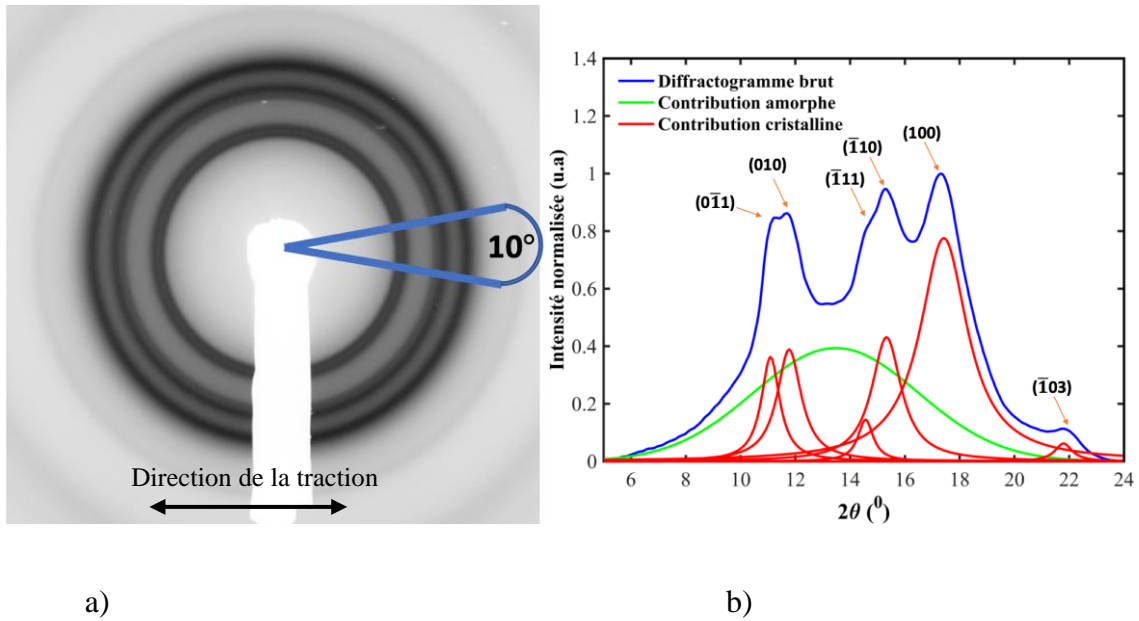 10°
Direction de la traction
a)
Diffractogramme brut
Contribution amorphe
Contribution cristalline
(01̅1)
(010)
(1̅11)
(1̅10)
(100)
(1̅03)
Intensité normalisée (u.a)
1.4
1.2
1
0.8
0.6
0.4
0.2
0
6 8 10 12 14 16 18 20 22 24
2θ (⁰)
b)